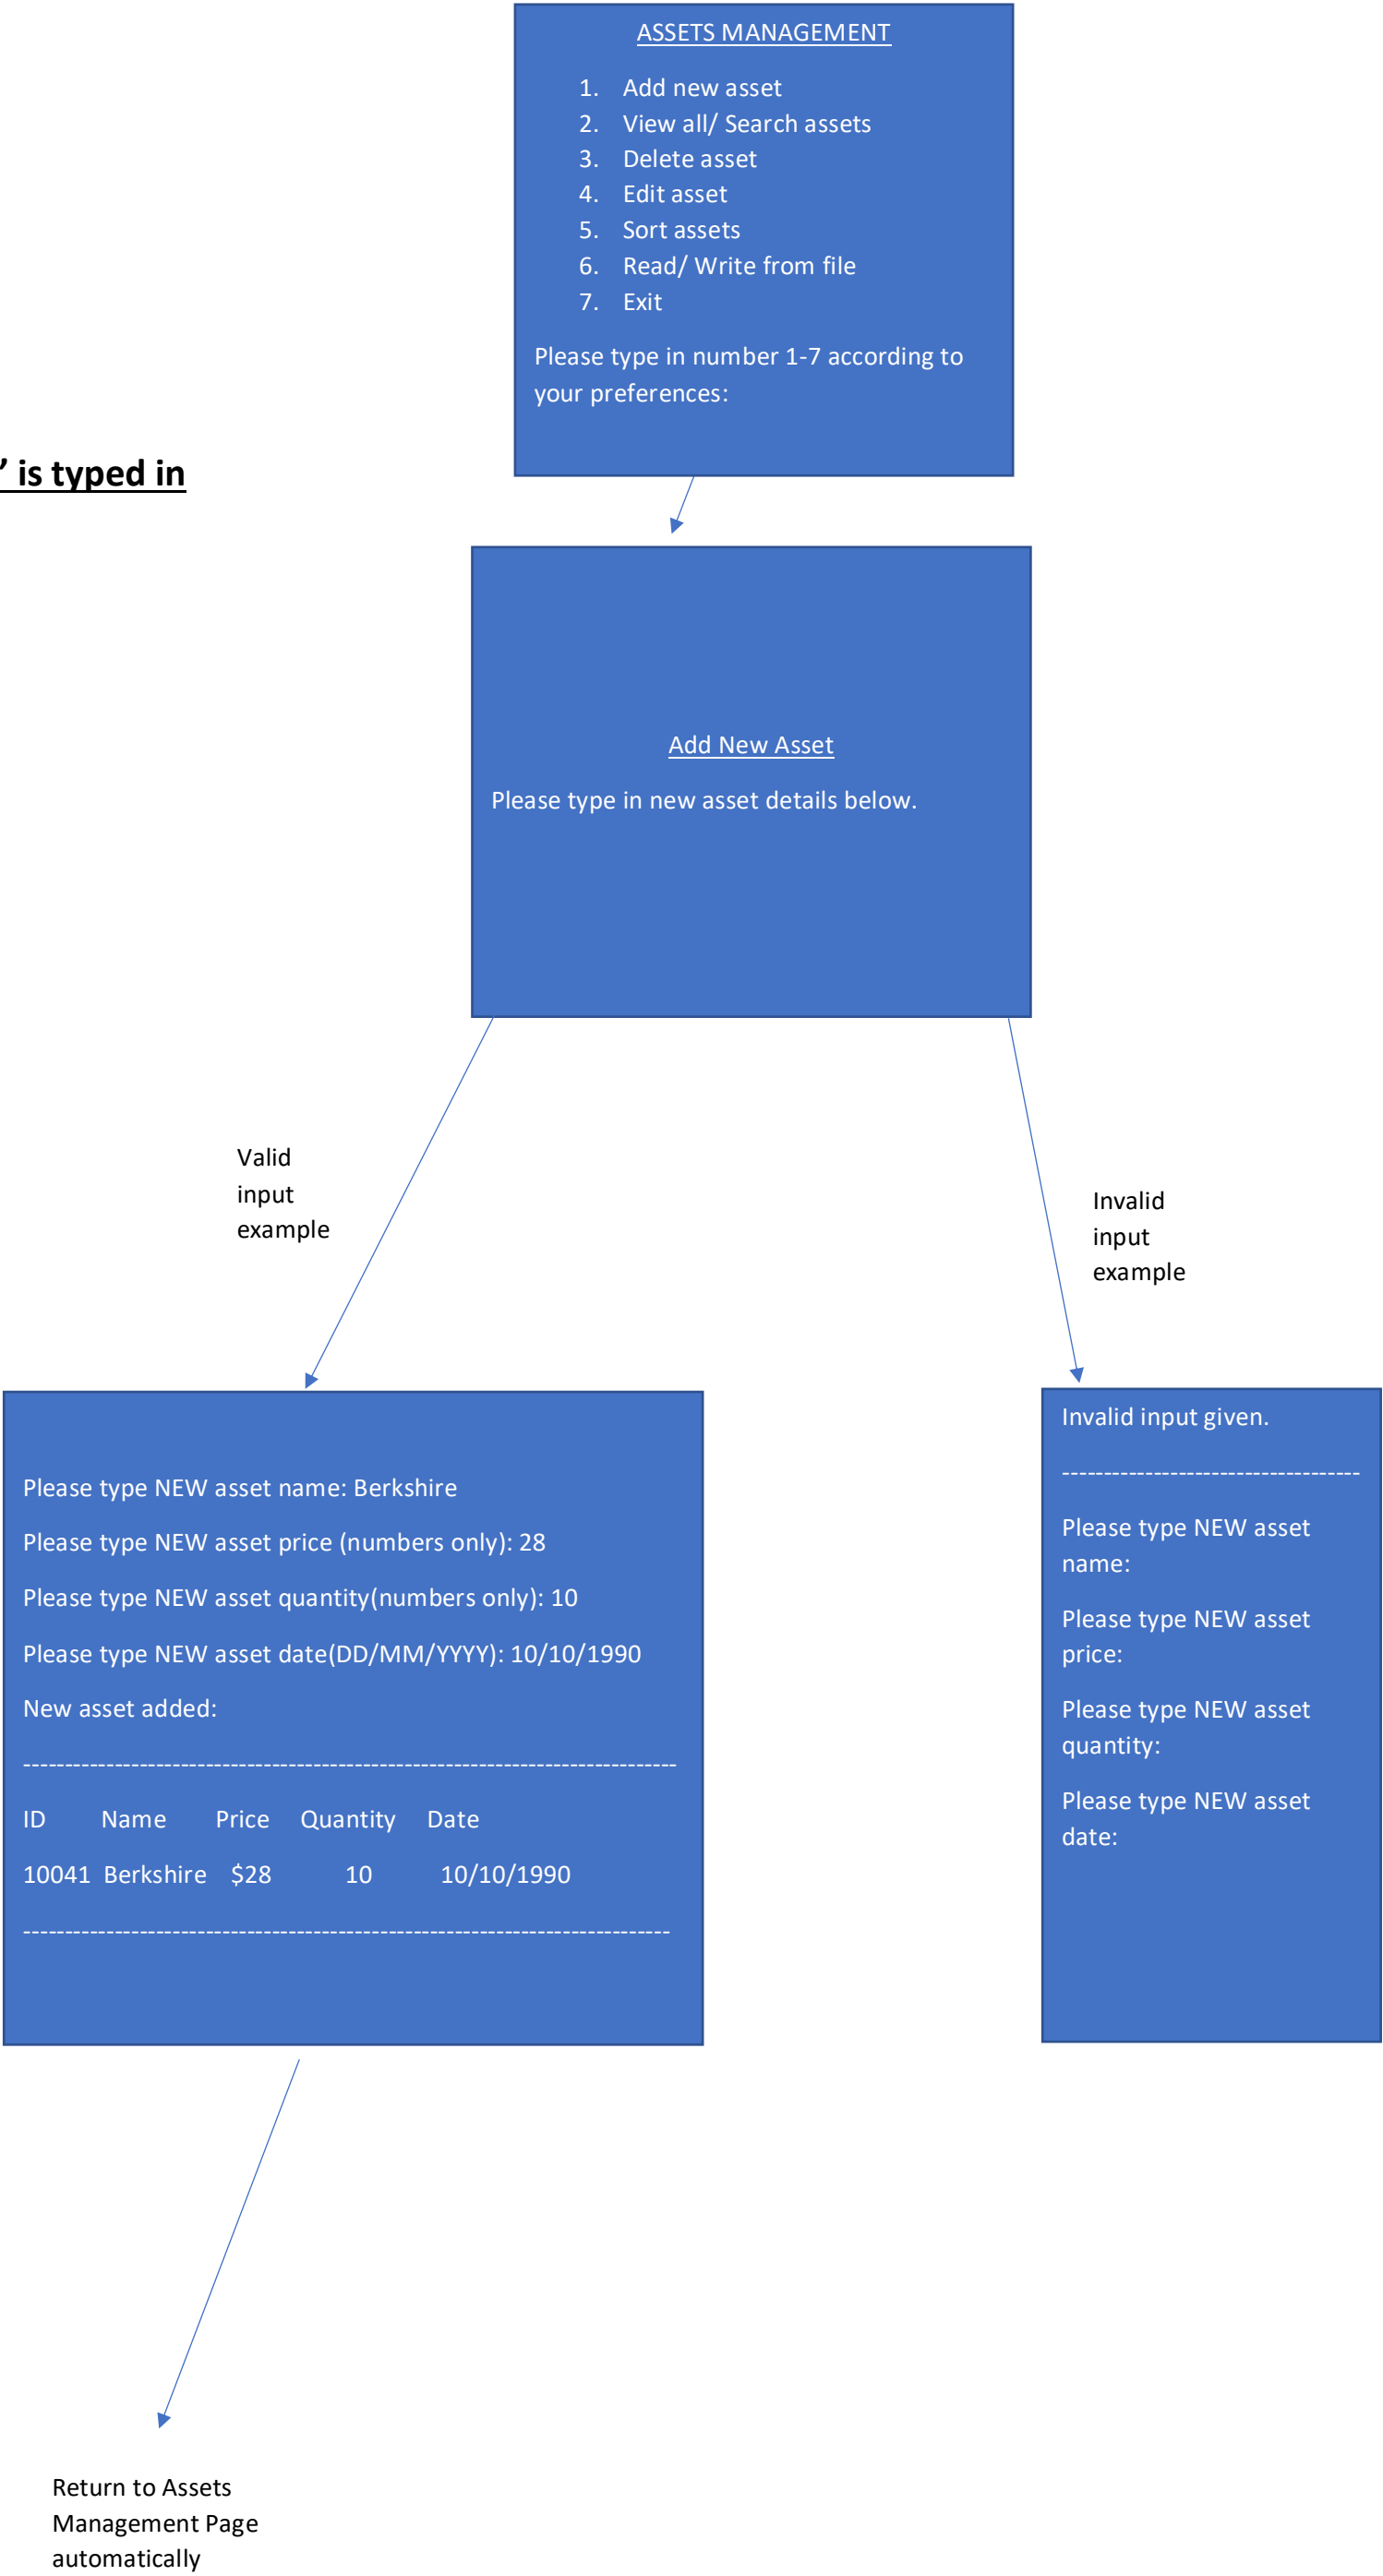 ASSETS MANAGEMENT
1. Add new asset
2. View all/ Search assets
3. Delete asset
4. Edit asset
5. Sort assets
6. Read/ Write from file
7. Exit
Please type in number 1-7 according to
your preferences:
” is typed in
Add New Asset
Please type in new asset details below.
Valid
input
example
Invalid
input
example
Please type NEW asset name: Berkshire
Please type NEW asset price (numbers only): 28
Please type NEW asset quantity(numbers only): 10
Please type NEW asset date(DD/MM/YYYY): 10/10/1990
New asset added:
-------------------------------------------------------------------------------
ID Name Price Quantity Date
10041 Berkshire $28 10 10/10/1990
------------------------------------------------------------------------------
Invalid input given.
------------------------------------
Please type NEW asset
name:
Please type NEW asset
price:
Please type NEW asset
quantity:
Please type NEW asset
date:
Return to Assets
Management Page
automatically